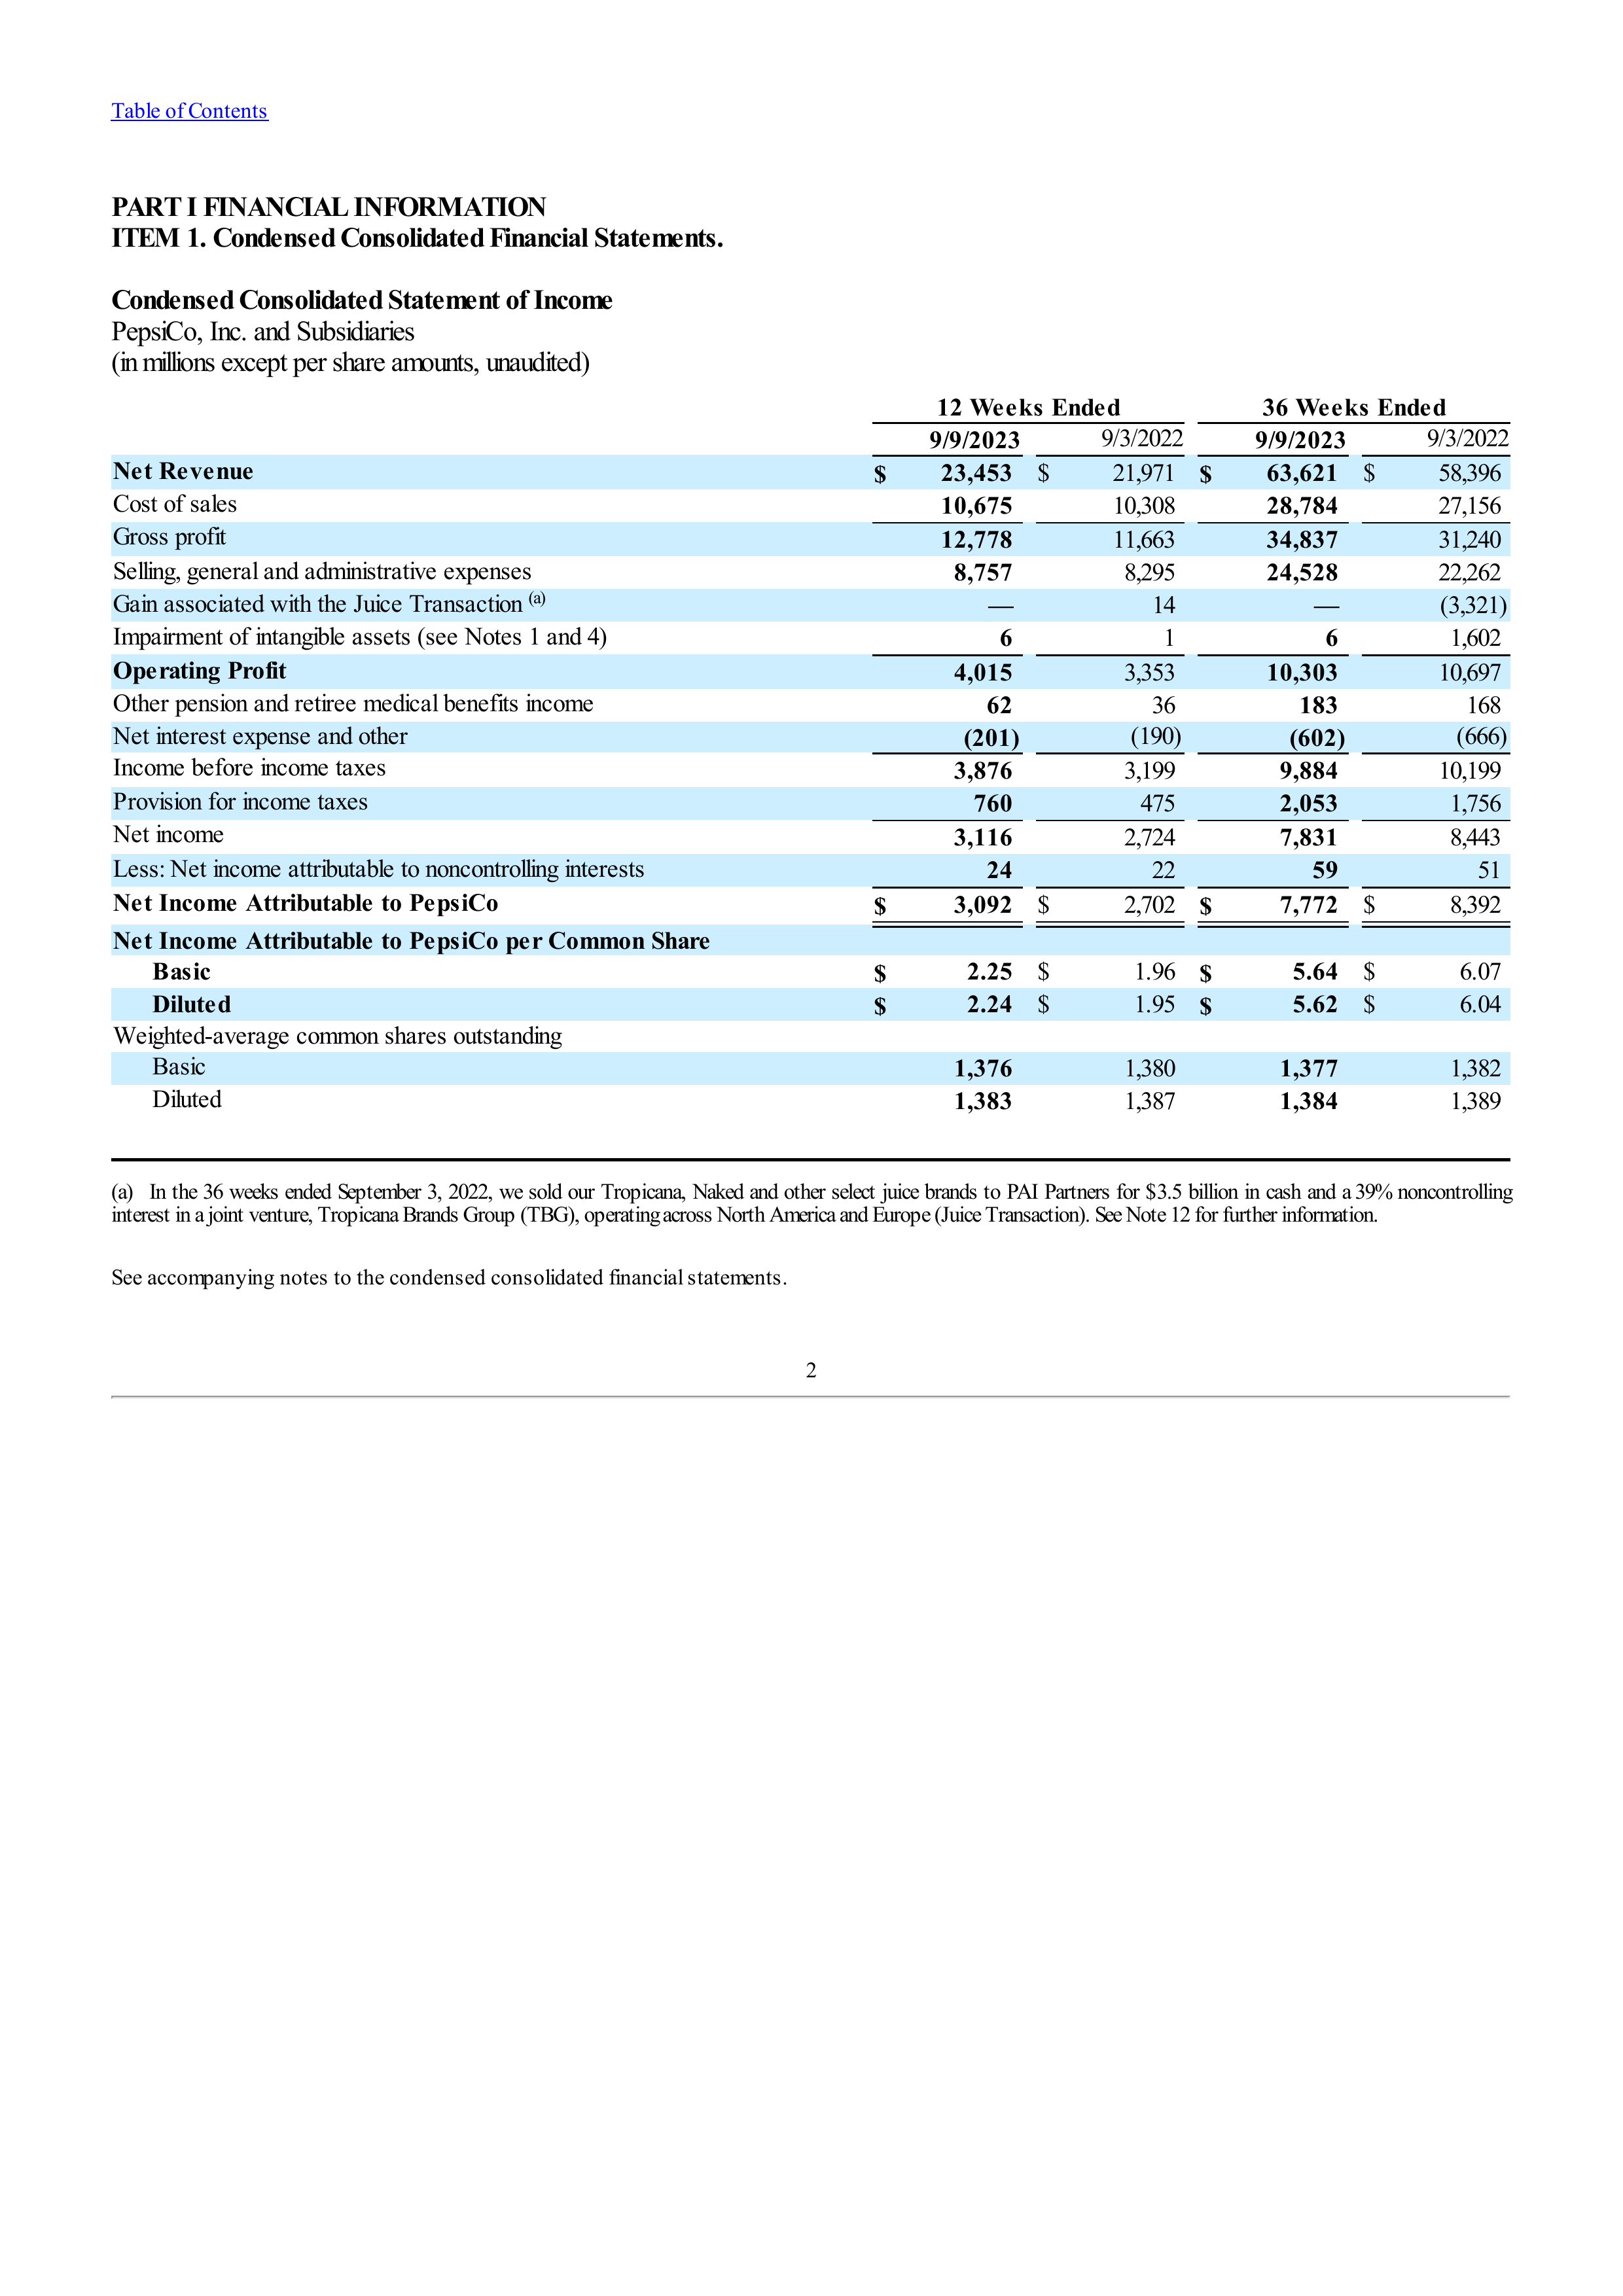 Table of Contents
PART I FINANCIAL INFORMATION
ITEM 1. Condensed Consolidated Financial Statements.
Condensed Consolidated Statement of Income
PepsiCo, Inc. and Subsidiaries
(in millions except per share amounts, unaudited)
12 Weeks Ended 36 Weeks Ended
9/9/2023 9/3/2022 9/9/2023 9/3/2022
Net Revenue $ 23,453 $ 21,971 $ 63,621 $ 58,396
Cost of sales 10,675 10,308 28,784 27,156
Gross profit 12,778 11,663 34,837 31,240
Selling, general and administrative expenses 8,757 8,295 24,528 22,262
Gain associated with the Juice Transaction (a) — 14 — (3,321)
Impairment of intangible assets (see Notes 1 and 4) 6 1 6 1,602
Operating Profit 4,015 3,353 10,303 10,697
Other pension and retiree medical benefits income 62 36 183 168
Net interest expense and other (201) (190) (602) (666)
Income before income taxes 3,876 3,199 9,884 10,199
Provision for income taxes 760 475 2,053 1,756
Net income 3,116 2,724 7,831 8,443
Less: Net income attributable to noncontrolling interests 24 22 59 51
Net Income Attributable to PepsiCo $ 3,092 $ 2,702 $ 7,772 $ 8,392
Net Income Attributable to PepsiCo per Common Share
Basic $ 2.25 $ 1.96 $ 5.64 $ 6.07
Diluted $ 2.24 $ 1.95 $ 5.62 $ 6.04
Weighted-average common shares outstanding
Basic 1,376 1,380 1,377 1,382
Diluted 1,383 1,387 1,384 1,389
(a) In the 36 weeks ended September 3, 2022, we sold our Tropicana, Naked and other select juice brands to PAI Partners for $3.5 billion in cash and a 39% noncontrolling
interest in a joint venture, Tropicana Brands Group (TBG), operating across North America and Europe (Juice Transaction). See Note 12 for further information.
See accompanying notes to the condensed consolidated financial statements.
2